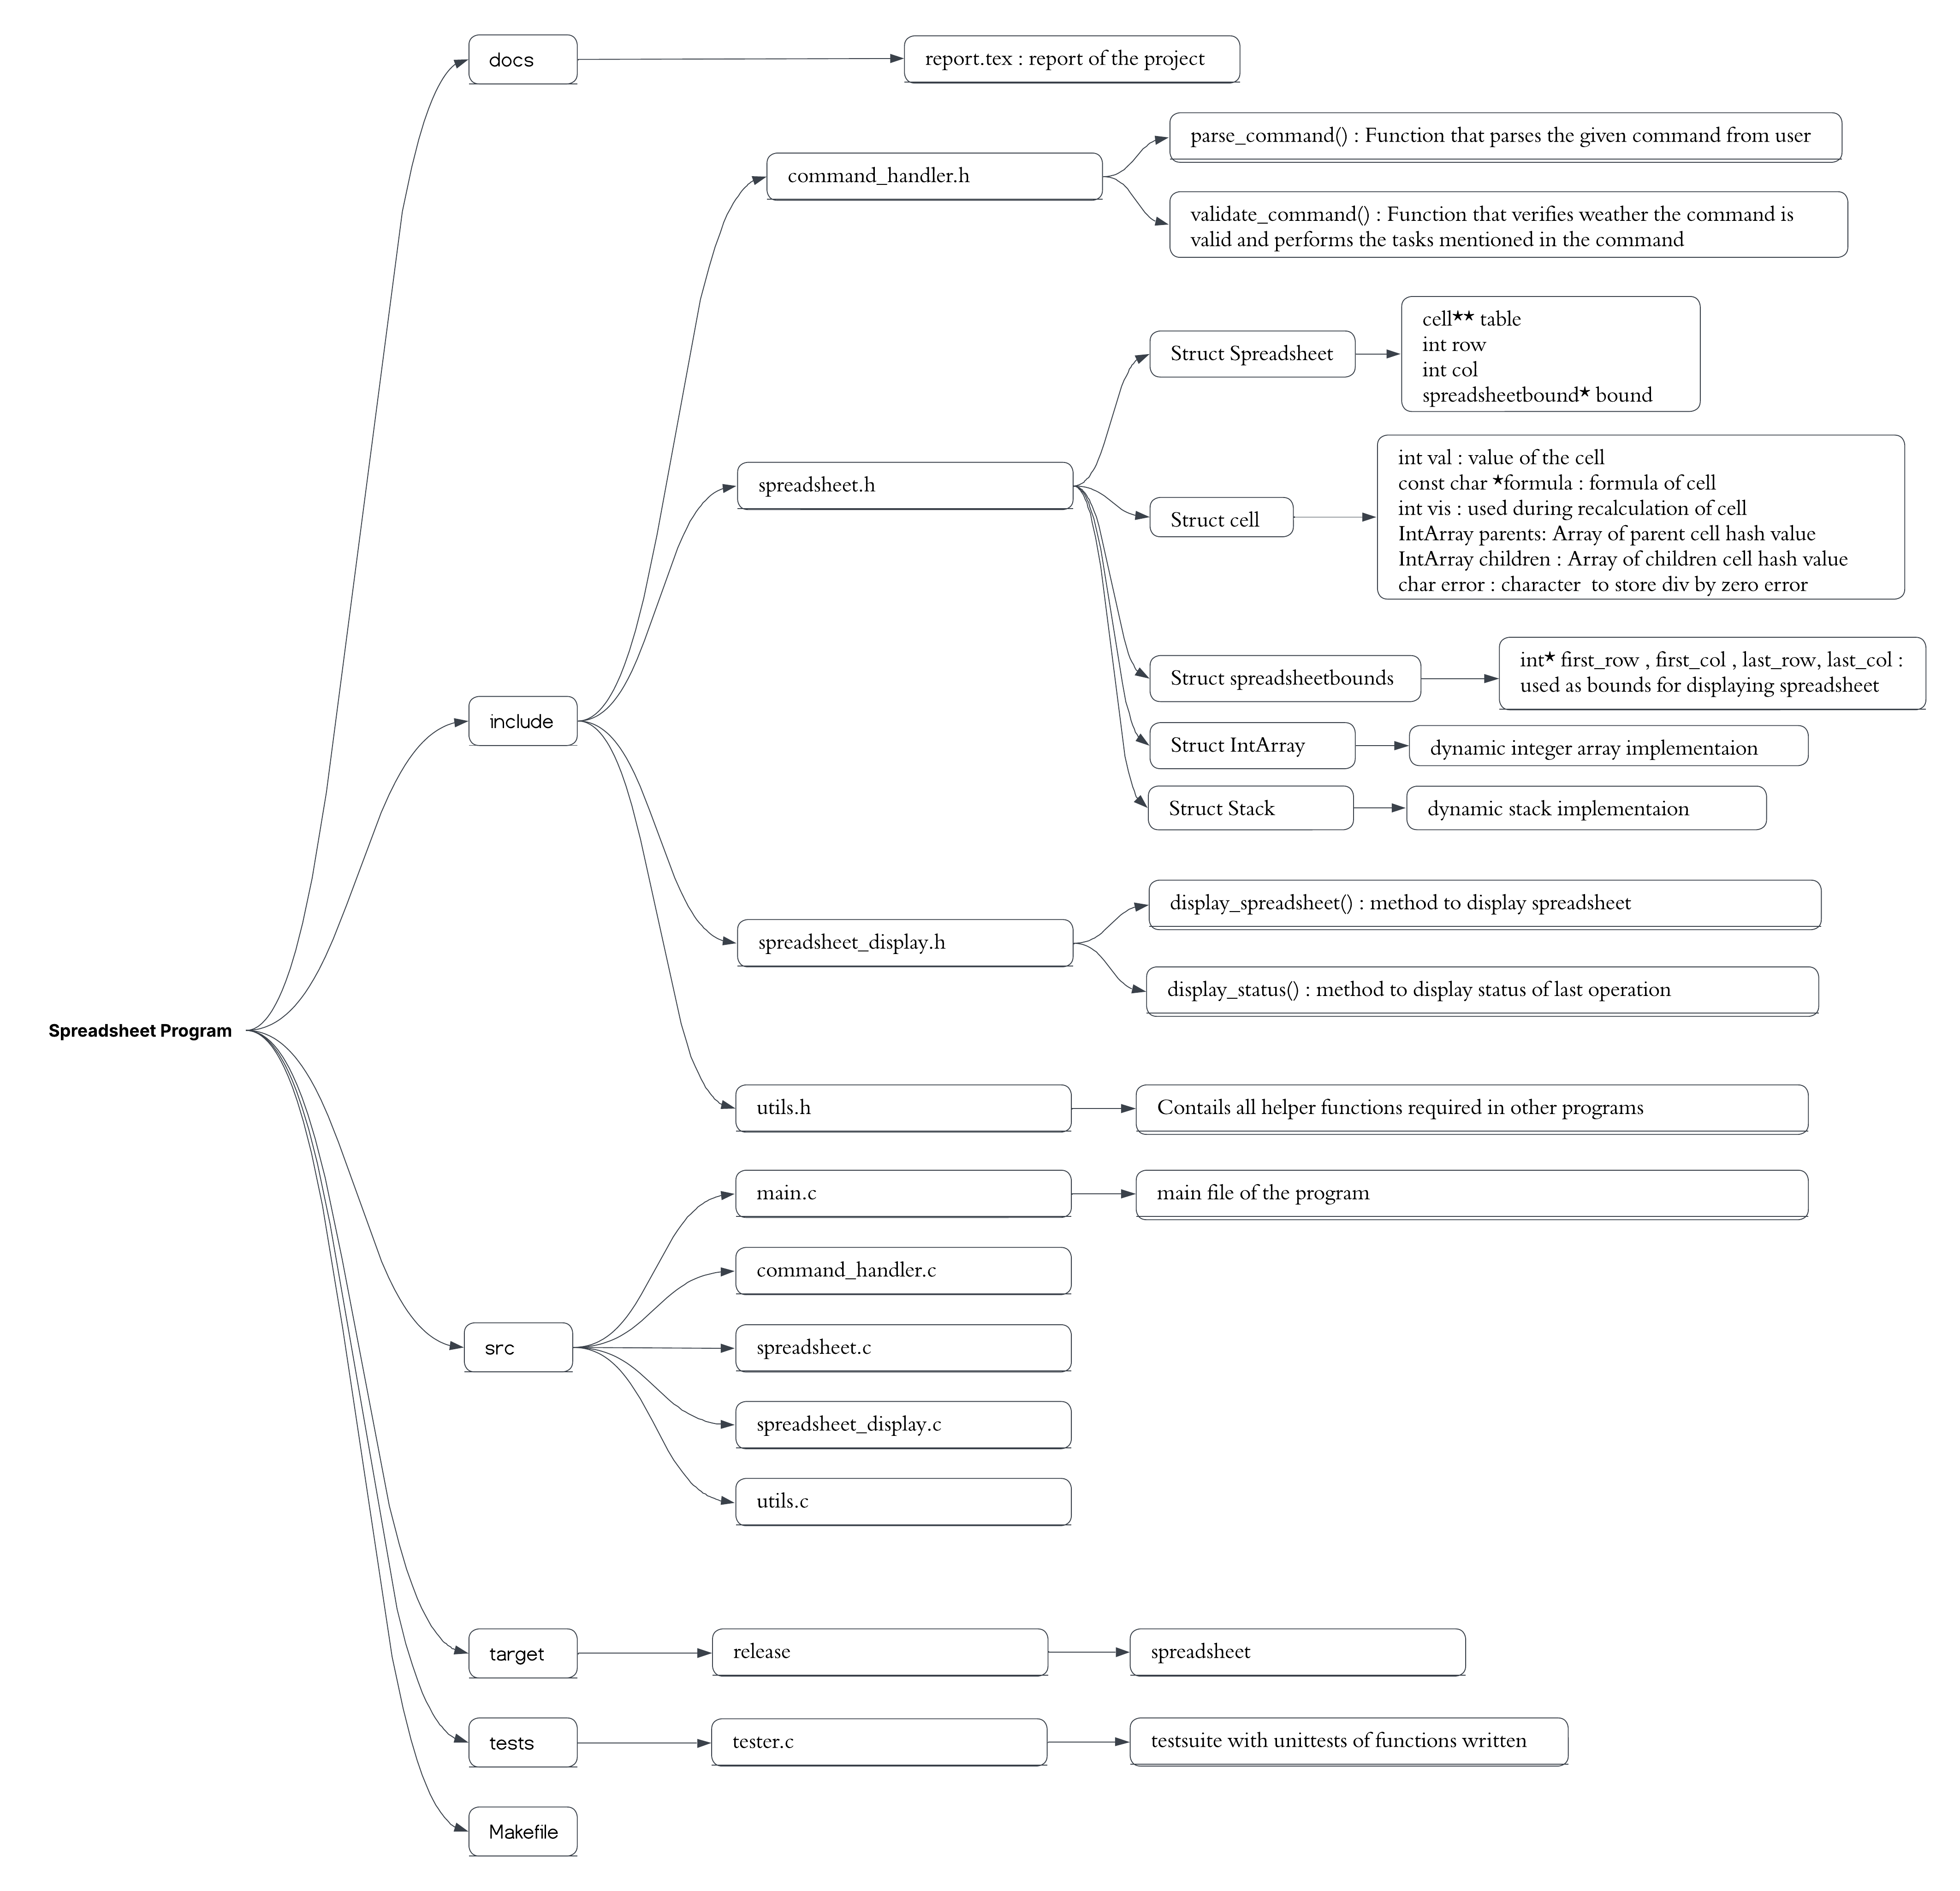 docs
report.tex : report of the project
command_handler.h
parse_command() : Function that parses the given command from user
validate_command() : Function that verifies weather the command is
valid and performs the tasks mentioned in the command
spreadsheet.h
Struct Spreadsheet
cell** table
int row
int col
spreadsheetbound* bound
Struct cell
int val : value of the cell
const char *formula : formula of cell
int vis : used during recalculation of cell
IntArray parents: Array of parent cell hash value
IntArray children : Array of children cell hash value
char error : character  to store div by zero error
Struct spreadsheetbounds
int* first_row , first_col , last_row, last_col :
used as bounds for displaying spreadsheet
include
Struct IntArray
dynamic integer array implementaion
Struct Stack
dynamic stack implementaion
spreadsheet_display.h
display_spreadsheet() : method to display spreadsheet
display_status() : method to display status of last operation
Spreadsheet Program
utils.h
Contails all helper functions required in other programs
main.c
main file of the program
command_handler.c
src
spreadsheet.c
spreadsheet_display.c
utils.c
target
release
spreadsheet
tests
tester.c
testsuite with unittests of functions written
Makefile